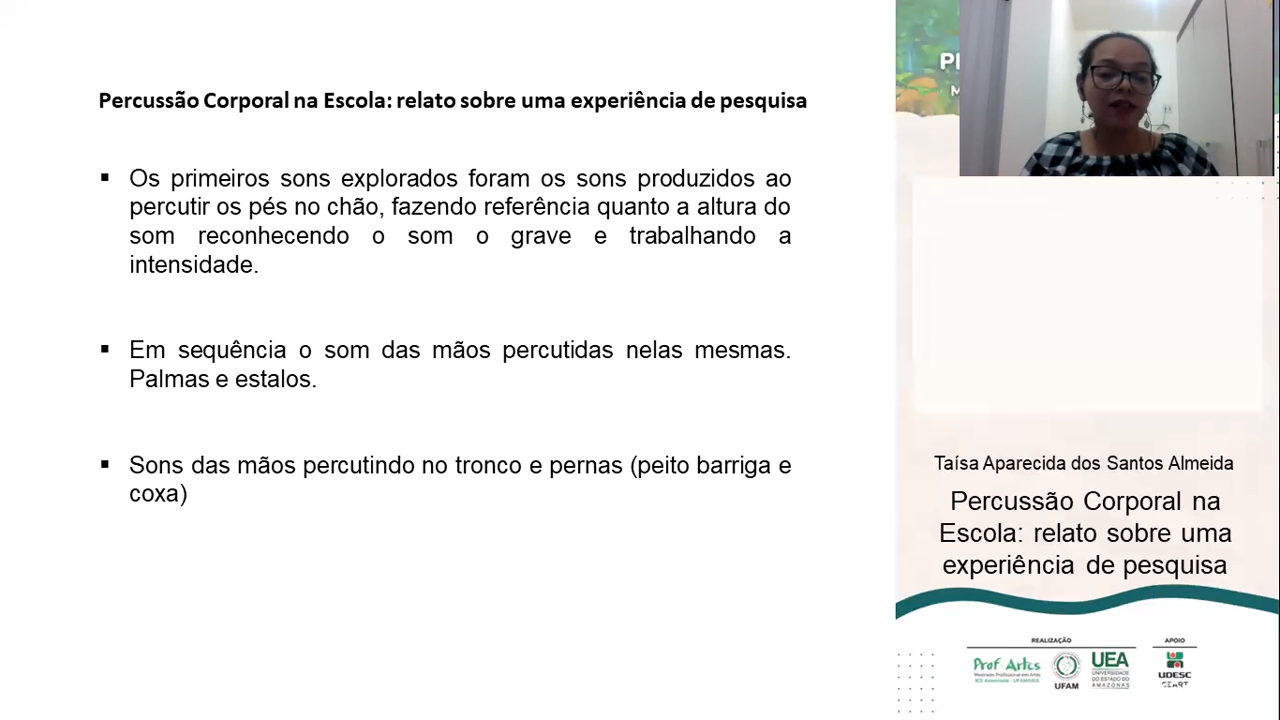 Percussão Corporal na Escola: relato sobre uma experiência de pesquisa
Os primeiros sons explorados foram os sons produzidos ao
percutir os pés no chão, fazendo referência quanto a altura do
som reconhecendo o som o grave e trabalhando a
intensidade.
Em sequência o som das mãos percutidas nelas mesmas.
Palmas e estalos.
Sons das mãos percutindo no tronco e pernas (peito barriga e
coxa)
Taísa Aparecida dos Santos Almeida
Percussão Corporal na
Escola: relato sobre uma
experiência de pesquisa
REALIZAÇÃO
APOIO
Prof-Artes
Mestrado Profissional em Artes
UFAM
UEA
UNIVERSIDADE
DO ESTADO DO
AMAZONAS
UDESC